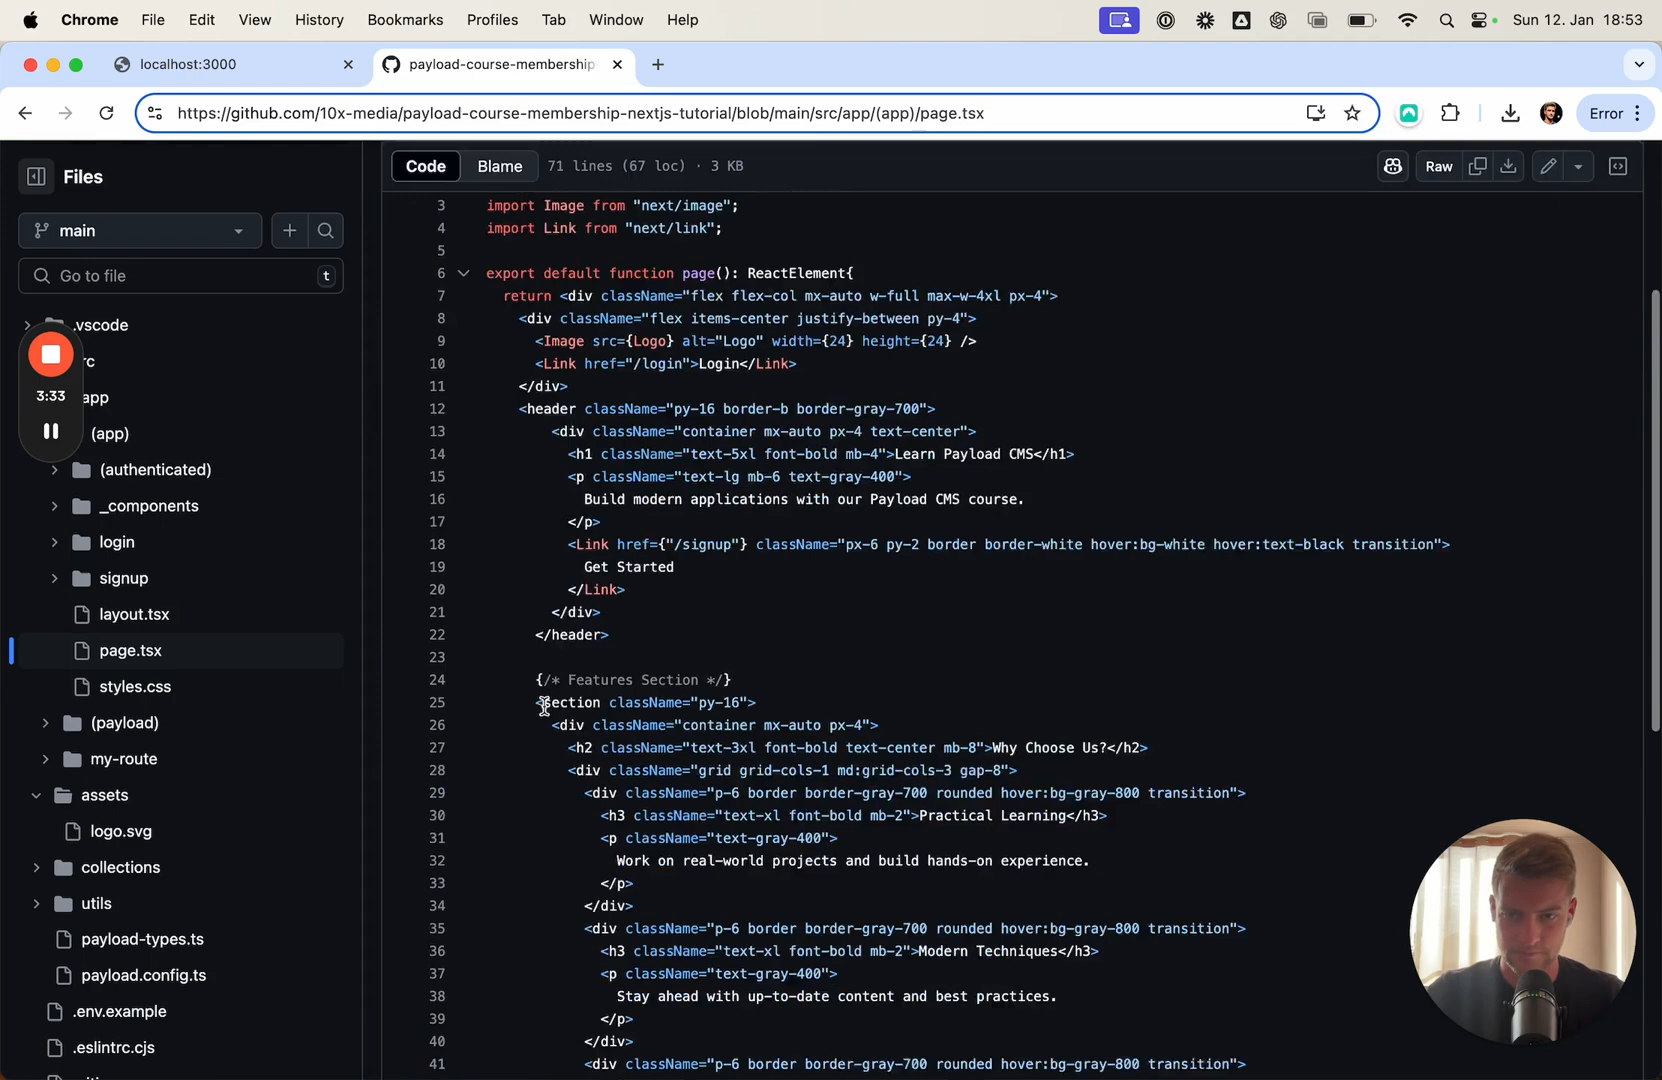 Chrome File Edit View History Bookmarks Profiles Tab Window Help Sun 12. Jan 18:53
localhost:3000
payload-course-membership-
https://github.com/10x-media/payload-course-membership-nextjs-tutorial/blob/main/src/app/(app)/page.tsx
Error
Files
main
Go to file
t
.vscode
rc
app
(app)
(authenticated)
_components
login
signup
layout.tsx
page.tsx
styles.css
(payload)
my-route
assets
logo.svg
collections
utils
payload-types.ts
payload.config.ts
.env.example
.eslintrc.cjs
3:33
Code Blame 71 lines (67 loc) · 3 KB Raw
3 import Image from "next/image";
4 import Link from "next/link";
5
6 export default function page(): ReactElement{
7 return <div className="flex flex-col mx-auto w-full max-w-4xl px-4">
8 <div className="flex items-center justify-between py-4">
9 <Image src={Logo} alt="Logo" width={24} height={24} />
10 <Link href="/login">Login</Link>
11 </div>
12 <header className="py-16 border-b border-gray-700">
13 <div className="container mx-auto px-4 text-center">
14 <h1 className="text-5xl font-bold mb-4">Learn Payload CMS</h1>
15 <p className="text-lg mb-6 text-gray-400">
16 Build modern applications with our Payload CMS course.
17 </p>
18 <Link href={"/signup"} className="px-6 py-2 border border-white hover:bg-white hover:text-black transition">
19 Get Started
20 </Link>
21 </div>
22 </header>
23
24 {/* Features Section */}
25 <section className="py-16">
26 <div className="container mx-auto px-4">
27 <h2 className="text-3xl font-bold text-center mb-8">Why Choose Us?</h2>
28 <div className="grid grid-cols-1 md:grid-cols-3 gap-8">
29 <div className="p-6 border border-gray-700 rounded hover:bg-gray-800 transition">
30 <h3 className="text-xl font-bold mb-2">Practical Learning</h3>
31 <p className="text-gray-400">
32 Work on real-world projects and build hands-on experience.
33 </p>
34 </div>
35 <div className="p-6 border border-gray-700 rounded hover:bg-gray-800 transition">
36 <h3 className="text-xl font-bold mb-2">Modern Techniques</h3>
37 <p className="text-gray-400">
38 Stay ahead with up-to-date content and best practices.
39 </p>
40 </div>
41 <div className="p-6 border border-gray-700 rounded hover:bg-gray-800 transition">